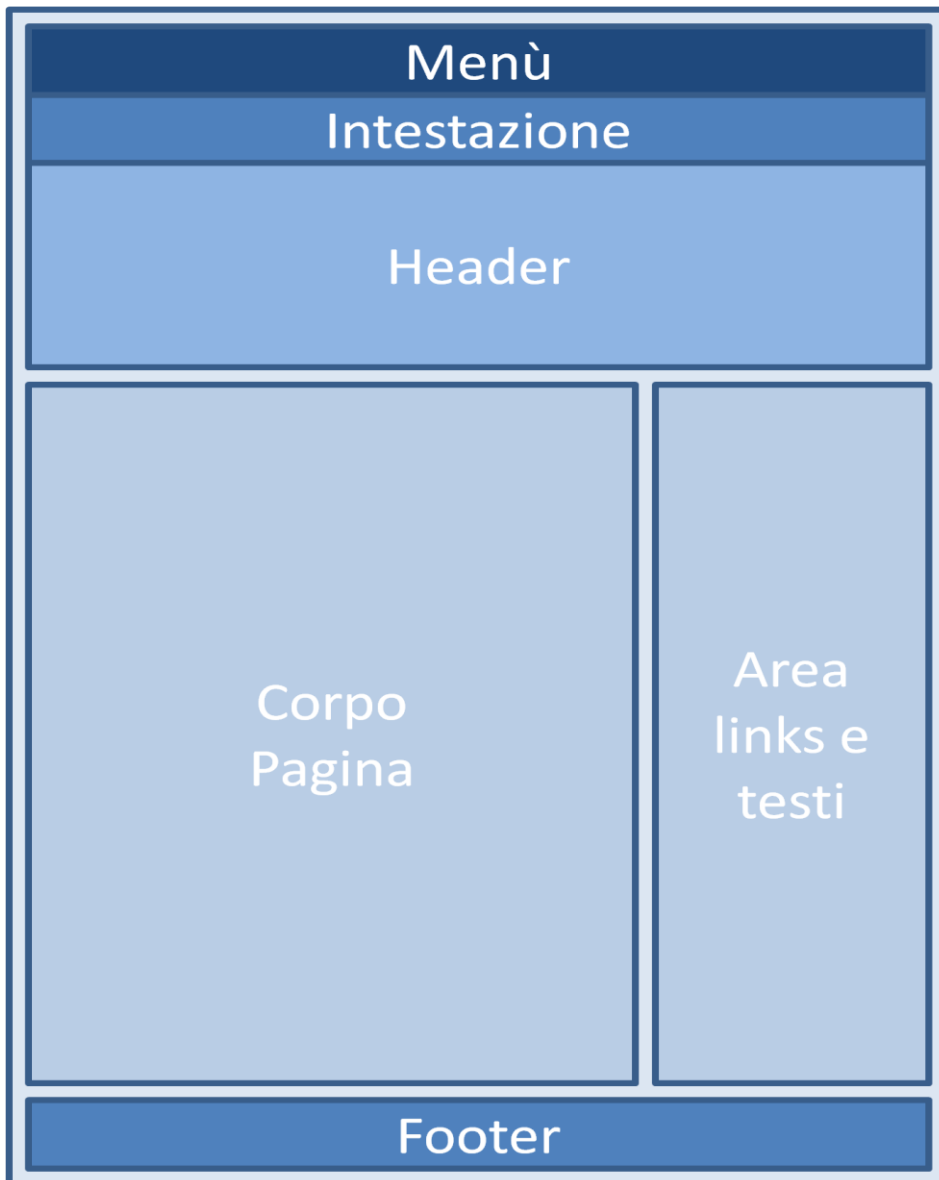 Menù
Intestazione
Header
Corpo
Pagina
Area
links e
testi
Footer